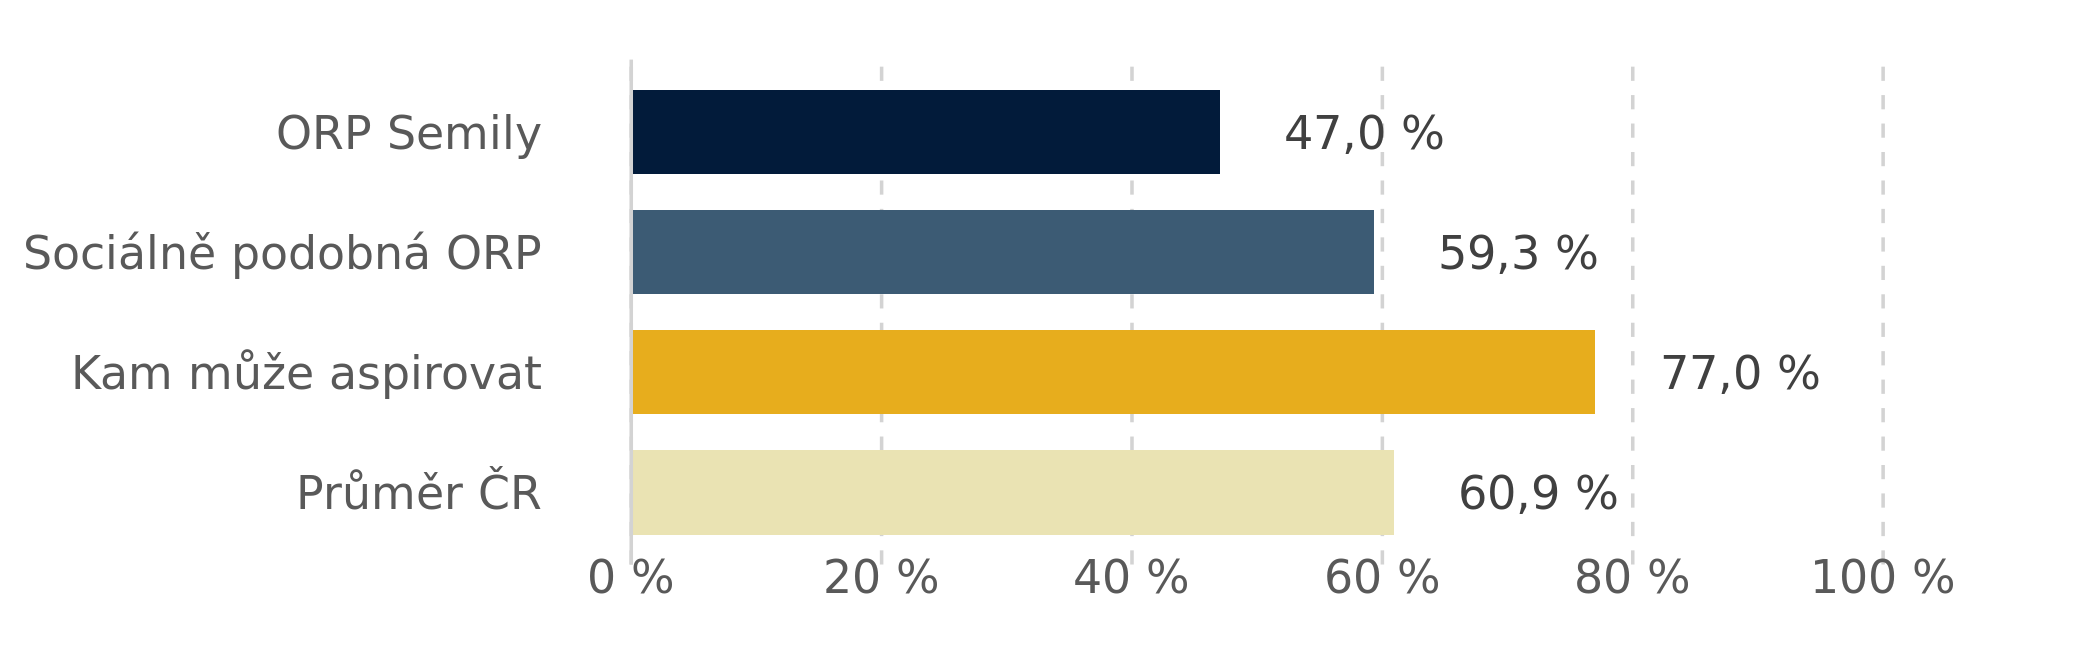 ORP Semily 47,0 %
Sociálně podobná ORP 59,3 %
Kam může aspirovat 77,0 %
Průměr ČR 60,9 %
0 % 20 % 40 % 60 % 80 % 100 %